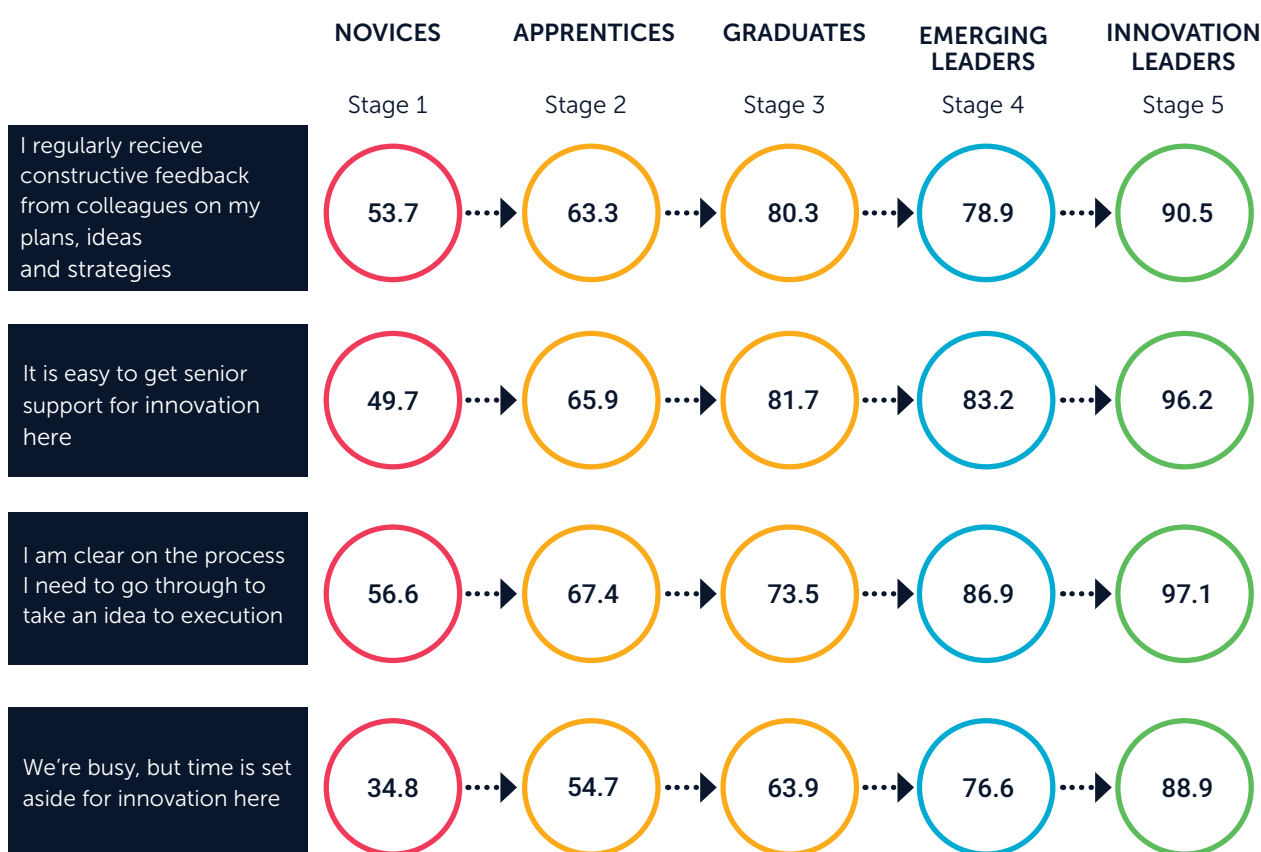 NOVICES APPRENTICES GRADUATES EMERGING LEADERS INNOVATION LEADERS
Stage 1 Stage 2 Stage 3 Stage 4 Stage 5
I regularly recieve
constructive feedback
from colleagues on my
plans, ideas
and strategies
53.7 63.3 80.3 78.9 90.5
It is easy to get senior
support for innovation
here
49.7 65.9 81.7 83.2 96.2
I am clear on the process
I need to go through to
take an idea to execution
56.6 67.4 73.5 86.9 97.1
We’re busy, but time is set
aside for innovation here
34.8 54.7 63.9 76.6 88.9